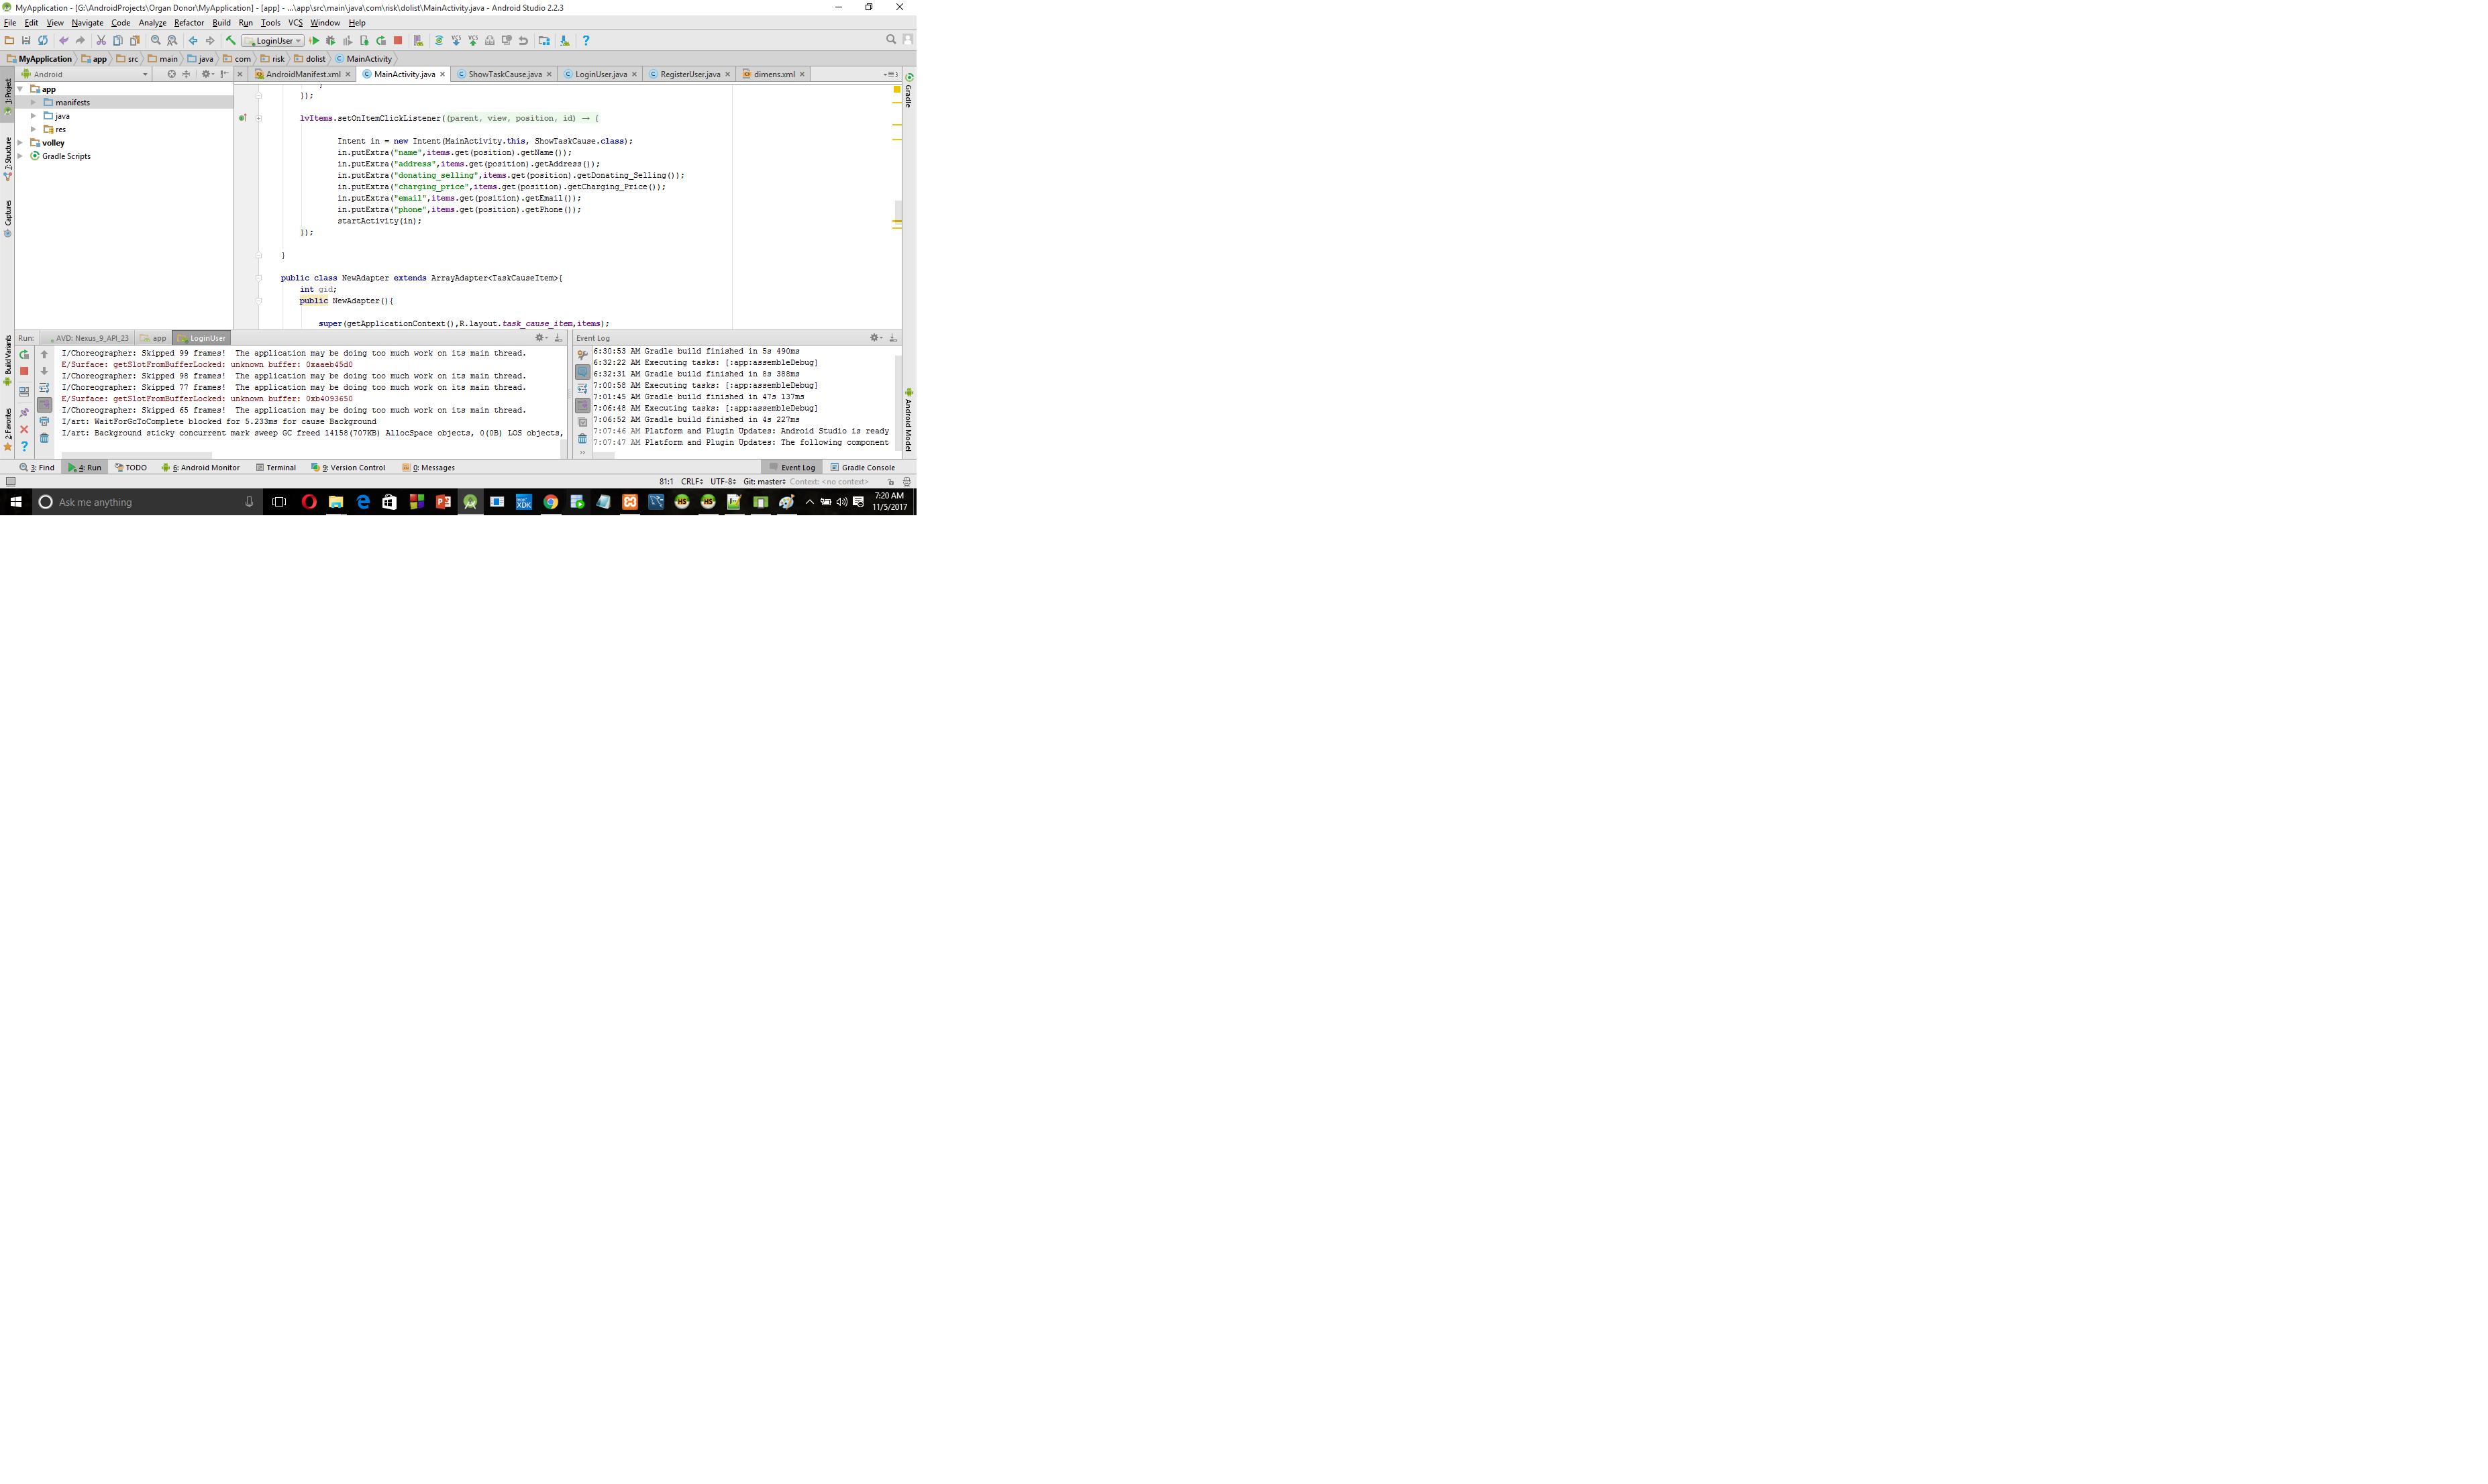 MyApplication - [G:\AndroidProjects\Organ Donor\MyApplication] - [app] - ...\app\src\main\java\com\risk\dolist\MainActivity.java - Android Studio 2.2.3
File Edit View Navigate Code Analyze Refactor Build Run Tools VCS Window Help
LoginUser
MyApplication app src main java com risk dolist MainActivity
Android
AndroidManifest.xml MainActivity.java ShowTaskCause.java LoginUser.java RegisterUser.java dimens.xml
1: Project
7: Structure
Captures
Build Variants
2: Favorites
app
manifests
java
res
volley
Gradle Scripts
});
lvItems.setOnItemClickListener((parent, view, position, id) → {
Intent in = new Intent(MainActivity.this, ShowTaskCause.class);
in.putExtra("name",items.get(position).getName());
in.putExtra("address",items.get(position).getAddress());
in.putExtra("donating_selling",items.get(position).getDonating_Selling());
in.putExtra("charging_price",items.get(position).getCharging_Price());
in.putExtra("email",items.get(position).getEmail());
in.putExtra("phone",items.get(position).getPhone());
startActivity(in);
});
}
public class NewAdapter extends ArrayAdapter<TaskCauseItem>{
int gid;
public NewAdapter(){
super(getApplicationContext(),R.layout.task_cause_item,items);
Gradle
Android Model
Run: AVD: Nexus_9_API_23 app LoginUser
I/Choreographer: Skipped 99 frames!  The application may be doing too much work on its main thread.
E/Surface: getSlotFromBufferLocked: unknown buffer: 0xaaeb45d0
I/Choreographer: Skipped 98 frames!  The application may be doing too much work on its main thread.
I/Choreographer: Skipped 77 frames!  The application may be doing too much work on its main thread.
E/Surface: getSlotFromBufferLocked: unknown buffer: 0xb4093650
I/Choreographer: Skipped 65 frames!  The application may be doing too much work on its main thread.
I/art: WaitForGcToComplete blocked for 5.233ms for cause Background
I/art: Background sticky concurrent mark sweep GC freed 14158(707KB) AllocSpace objects, 0(0B) LOS objects,
Event Log
6:30:53 AM Gradle build finished in 5s 490ms
6:32:22 AM Executing tasks: [:app:assembleDebug]
6:32:31 AM Gradle build finished in 8s 388ms
7:00:58 AM Executing tasks: [:app:assembleDebug]
7:01:45 AM Gradle build finished in 47s 137ms
7:06:48 AM Executing tasks: [:app:assembleDebug]
7:06:52 AM Gradle build finished in 4s 227ms
7:07:46 AM Platform and Plugin Updates: Android Studio is ready
7:07:47 AM Platform and Plugin Updates: The following component
3: Find 4: Run TODO 6: Android Monitor Terminal 9: Version Control 0: Messages Event Log Gradle Console
81:1 CRLF UTF-8 Git: master Context: <no context>
Ask me anything
7:20 AM
11/5/2017